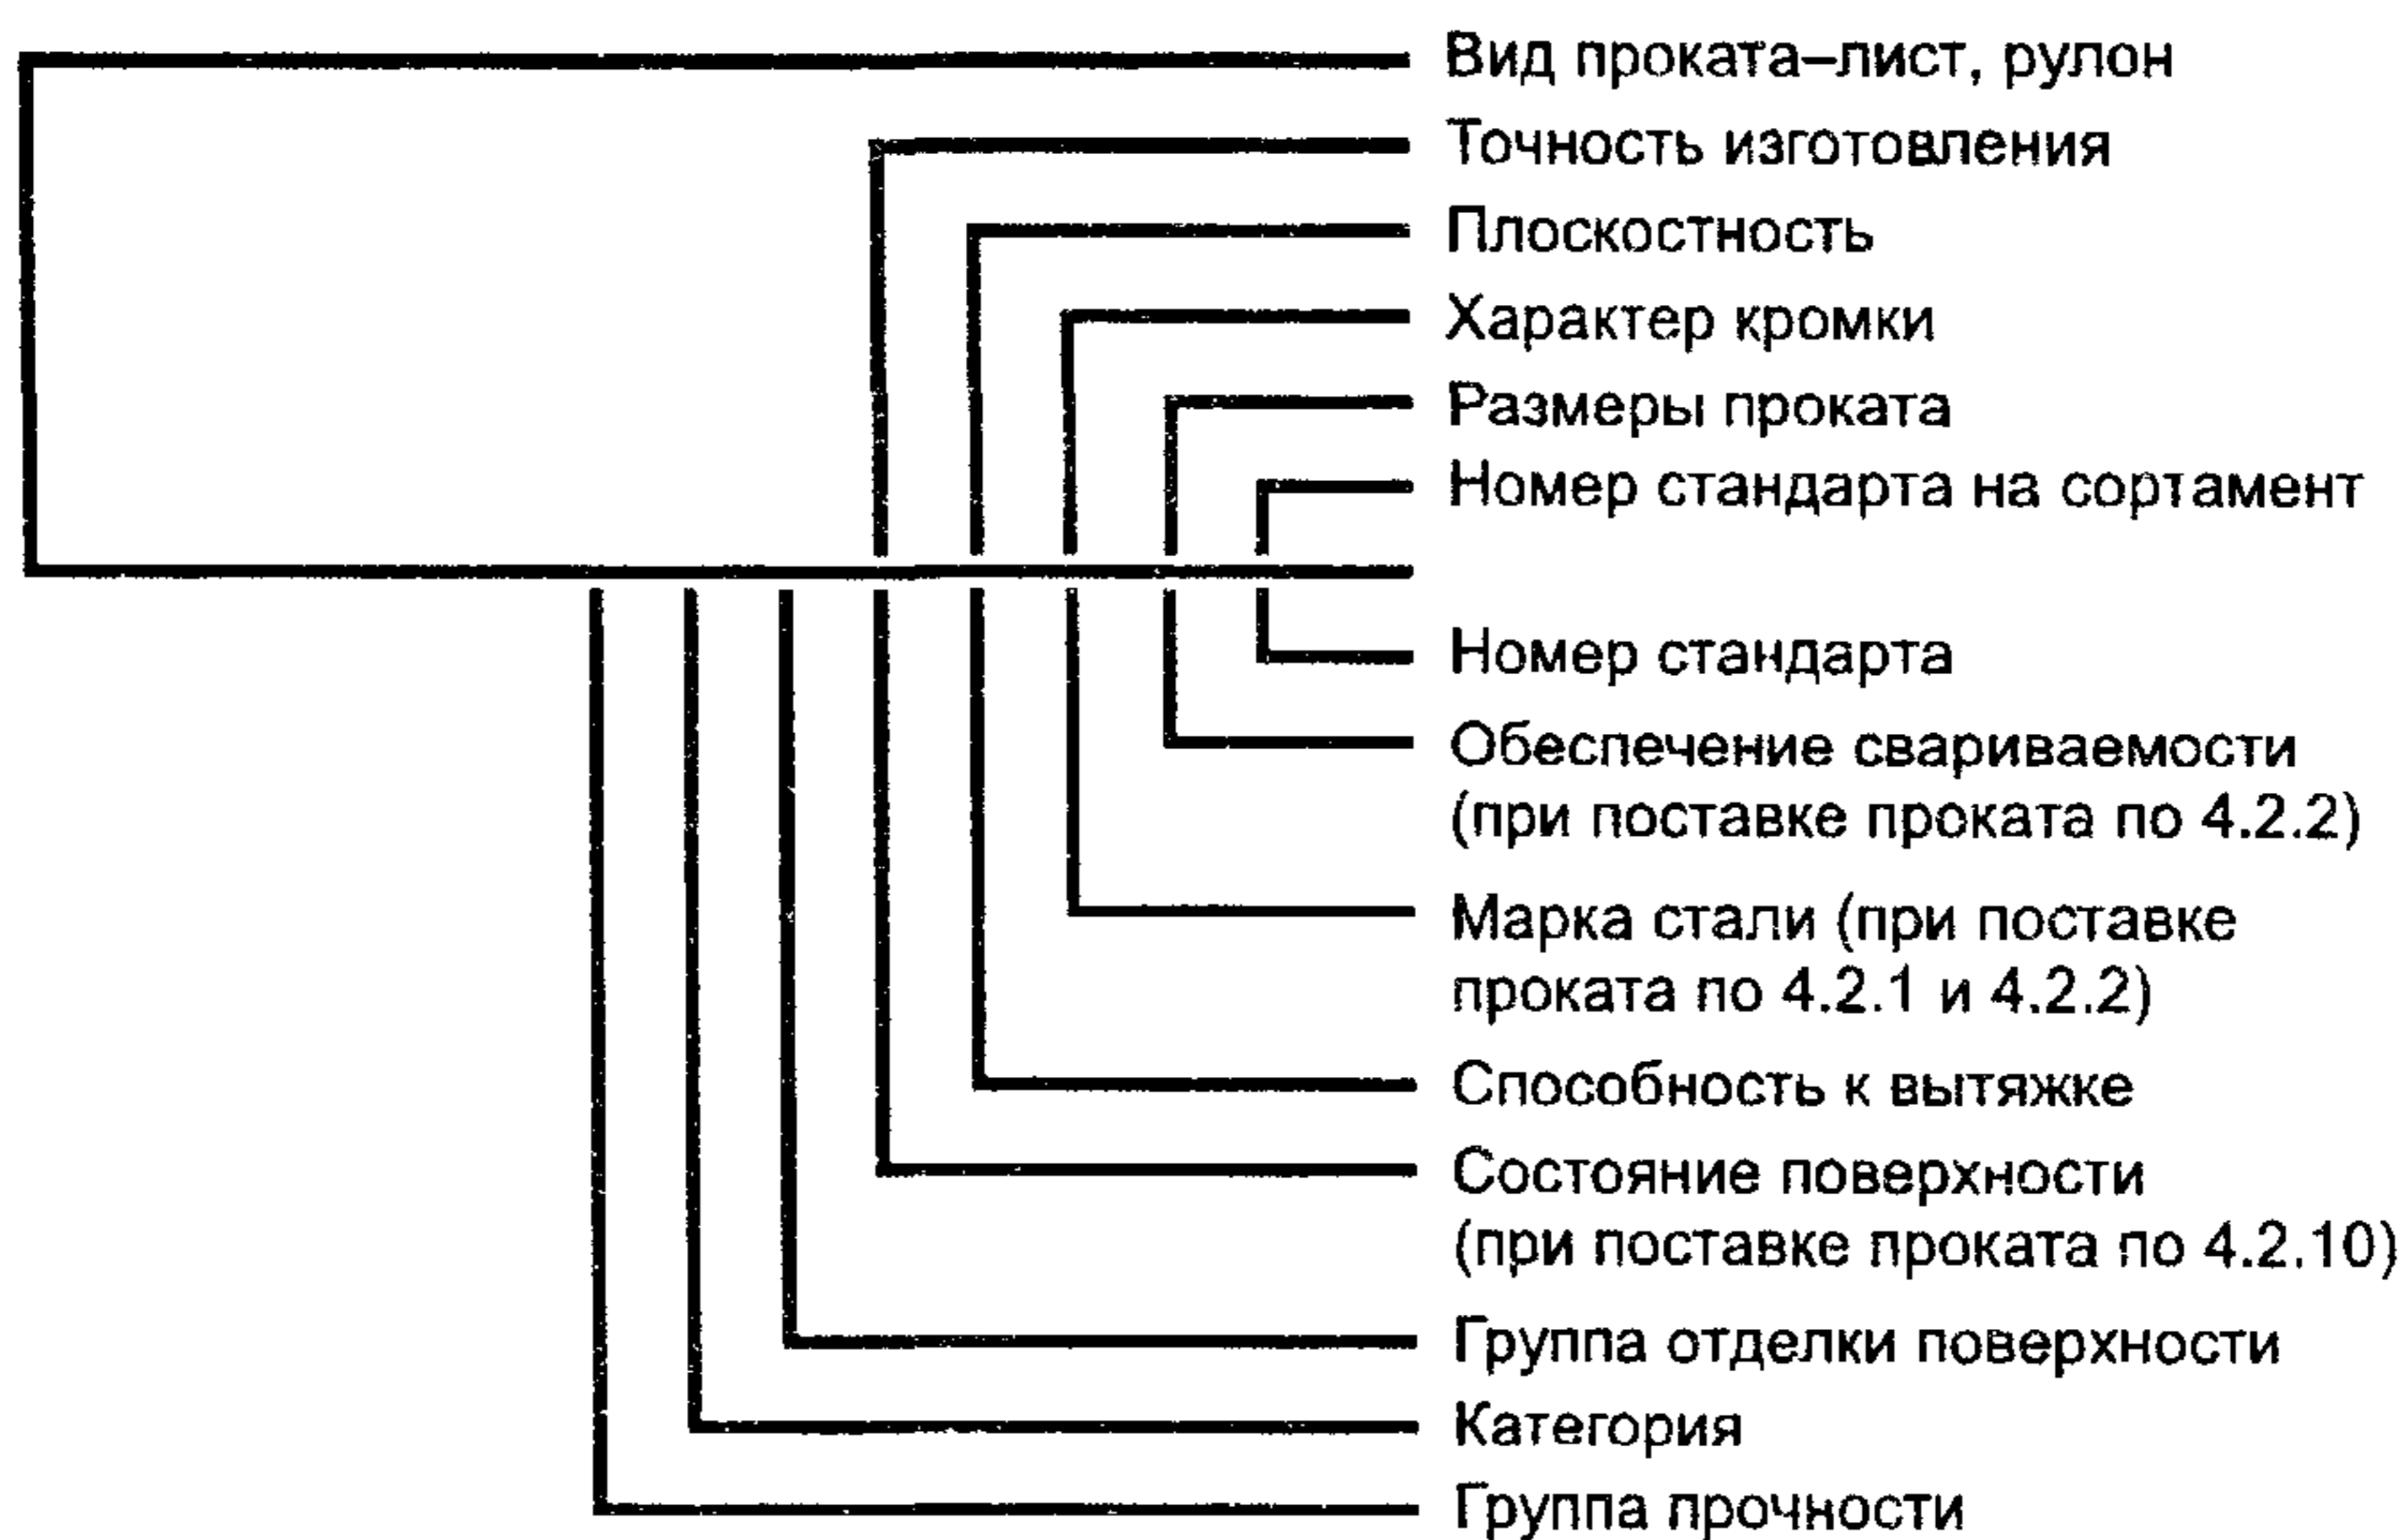 Вид проката–лист, рулон
Точность изготовления
Плоскостность
Характер кромки
Размеры проката
Номер стандарта на сортамент
Номер стандарта
Обеспечение свариваемости
(при поставке проката по 4.2.2)
Марка стали (при поставке
проката по 4.2.1 и 4.2.2)
Способность к вытяжке
Состояние поверхности
(при поставке проката по 4.2.10)
Группа отделки поверхности
Категория
Группа прочности